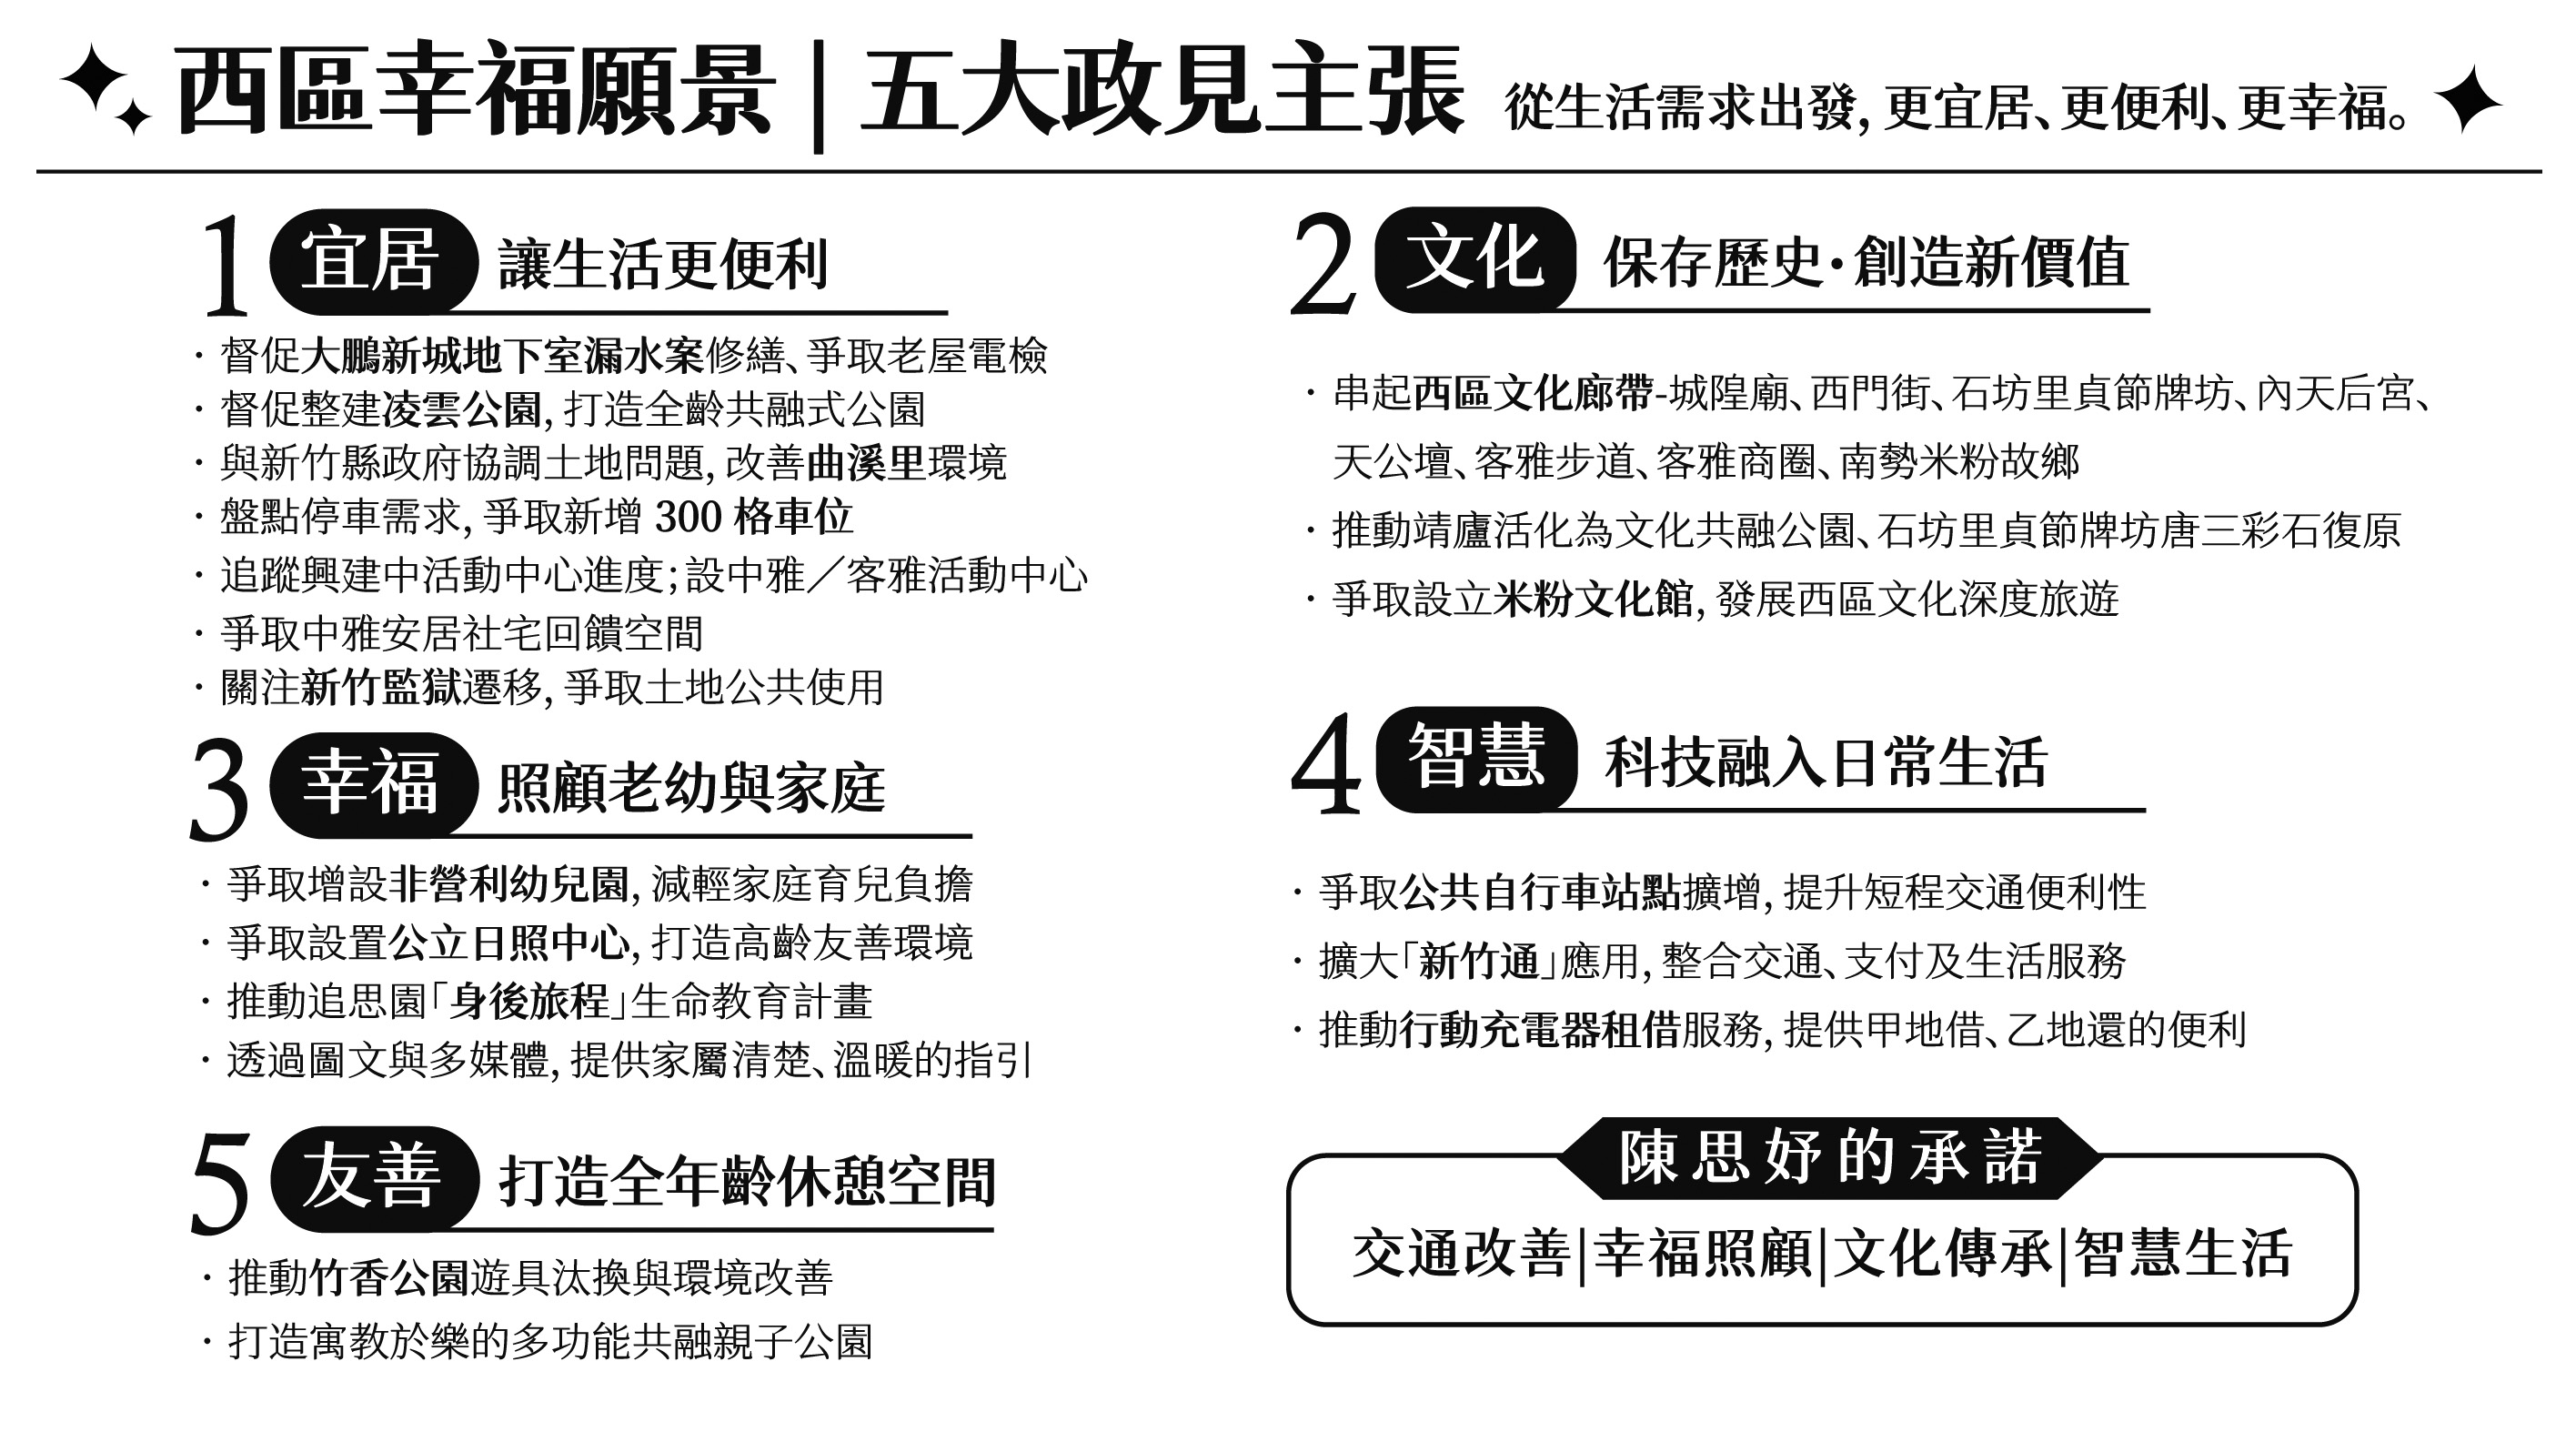 西區幸福願景｜五大政見主張 從生活需求出發，更宜居、更便利、更幸福。
1 宜居 讓生活更便利
· 督促大鵬新城地下室漏水案修繕、爭取老屋電檢
· 督促整建凌雲公園，打造全齡共融式公園
· 與新竹縣政府協調土地問題，改善曲溪里環境
· 盤點停車需求，爭取新增 300 格車位
· 追蹤興建中活動中心進度；設中雅／客雅活動中心
· 爭取中雅安居社宅回饋空間
· 關注新竹監獄遷移，爭取土地公共使用
2 文化 保存歷史·創造新價值
· 串起西區文化廊帶-城隍廟、西門街、石坊里貞節牌坊、內天后宮、
天公壇、客雅步道、客雅商圈、南勢米粉故鄉
· 推動靖廬活化為文化共融公園、石坊里貞節牌坊唐三彩石復原
· 爭取設立米粉文化館，發展西區文化深度旅遊
3 幸福 照顧老幼與家庭
· 爭取增設非營利幼兒園，減輕家庭育兒負擔
· 爭取設置公立日照中心，打造高齡友善環境
· 推動追思園「身後旅程」生命教育計畫
· 透過圖文與多媒體，提供家屬清楚、溫暖的指引
4 智慧 科技融入日常生活
· 爭取公共自行車站點擴增，提升短程交通便利性
· 擴大「新竹通」應用，整合交通、支付及生活服務
· 推動行動充電器租借服務，提供甲地借、乙地還的便利
5 友善 打造全年齡休憩空間
· 推動竹香公園遊具汰換與環境改善
· 打造寓教於樂的多功能共融親子公園
陳思妤的承諾
交通改善|幸福照顧|文化傳承|智慧生活